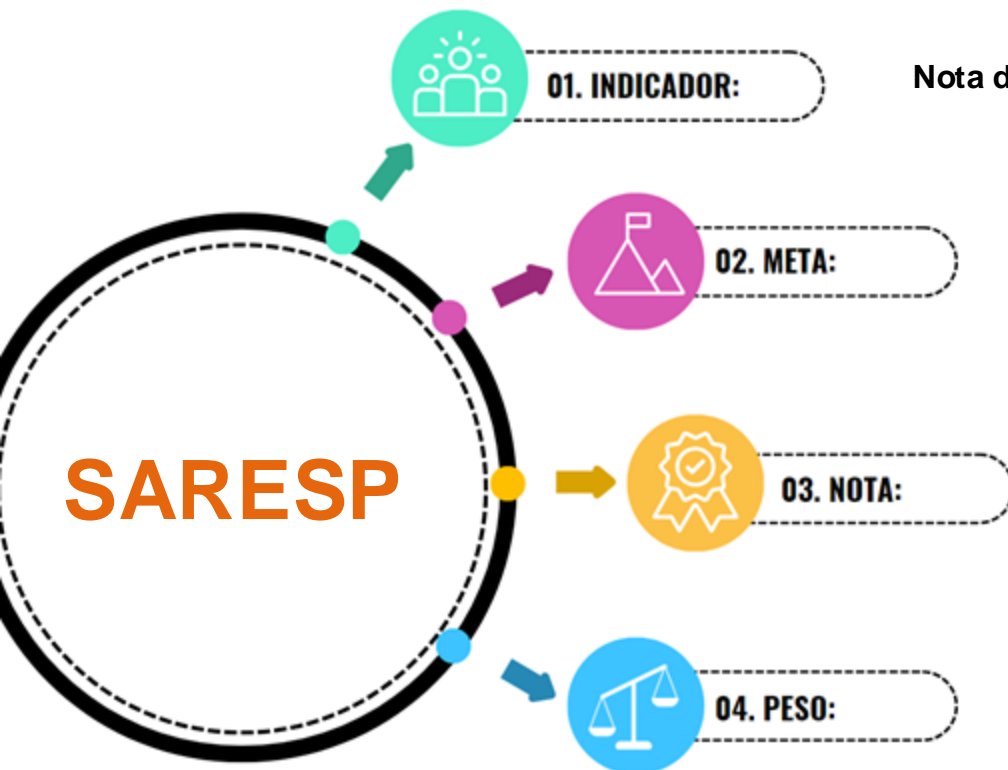 01. INDICADOR:
Nota d
02. META:
SARESP
03. NOTA:
04. PESO: